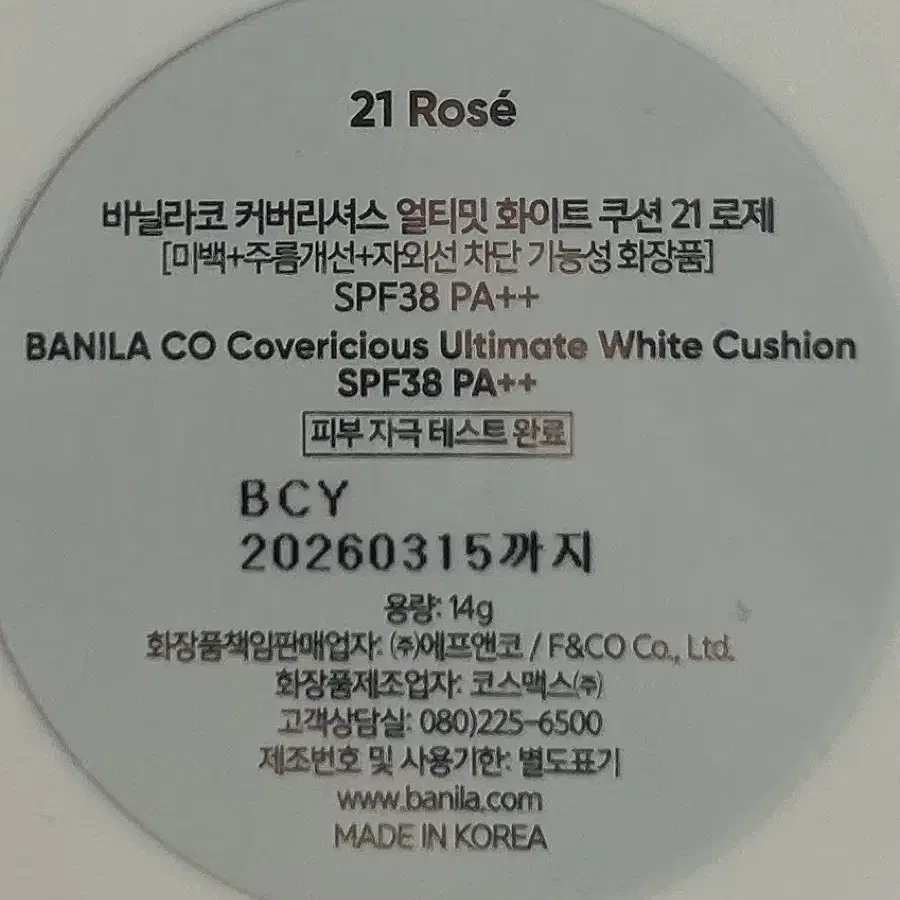 21 Rosé
바닐라코 커버리셔스 얼티밋 화이트 쿠션 21 로제
[미백+주름개선+자외선 차단 기능성 화장품]
SPF38 PA++
BANILA CO Covericious Ultimate White Cushion
SPF38 PA++
피부 자극 테스트 완료
BCY
20260315까지
용량: 14g
화장품책임판매업자: (주)에프앤코 / F&CO Co., Ltd.
화장품제조업자: 코스맥스(주)
고객상담실: 080)225-6500
제조번호 및 사용기한: 별도표기
www.banila.com
MADE IN KOREA